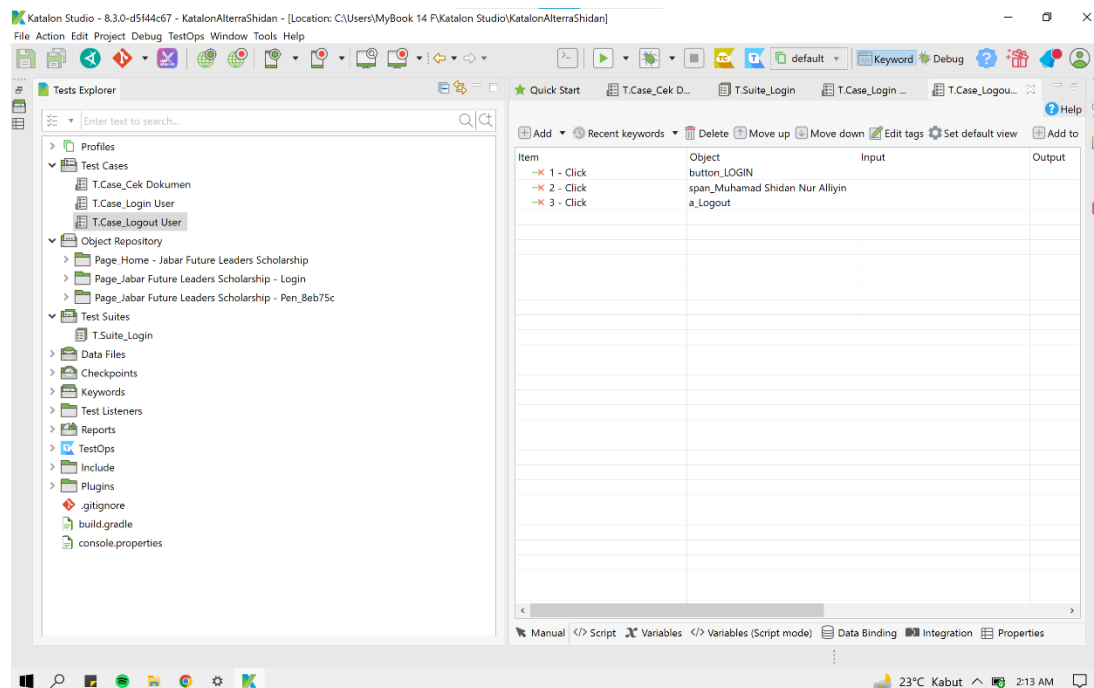 Katalon Studio - 8.3.0-d5f44c67 - KatalonAlterraShidan - [Location: C:\Users\MyBook 14 F\Katalon Studio\KatalonAlterraShidan]
File Action Edit Project Debug TestOps Window Tools Help
default Keyword Debug
Tests Explorer
Enter text to search...
Profiles
Test Cases
T.Case_Cek Dokumen
T.Case_Login User
T.Case_Logout User
Object Repository
Page_Home - Jabar Future Leaders Scholarship
Page_Jabar Future Leaders Scholarship - Login
Page_Jabar Future Leaders Scholarship - Pen_8eb75c
Test Suites
T.Suite_Login
Data Files
Checkpoints
Keywords
Test Listeners
Reports
TestOps
Include
Plugins
.gitignore
build.gradle
console.properties
Quick Start T.Case_Cek D... T.Suite_Login T.Case_Login ... T.Case_Logou...
Help
Add Recent keywords Delete Move up Move down Edit tags Set default view Add to
Item Object Input Output
1 - Click button_LOGIN
2 - Click span_Muhamad Shidan Nur Alliyin
3 - Click a_Logout
Manual </> Script Variables </> Variables (Script mode) Data Binding Integration Properties
23°C Kabut 2:13 AM